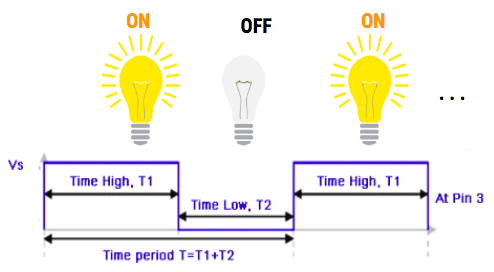 ON
OFF
ON
...
Vs
Time High, T1
Time Low, T2
Time High, T1
At Pin 3
Time period T=T1+T2